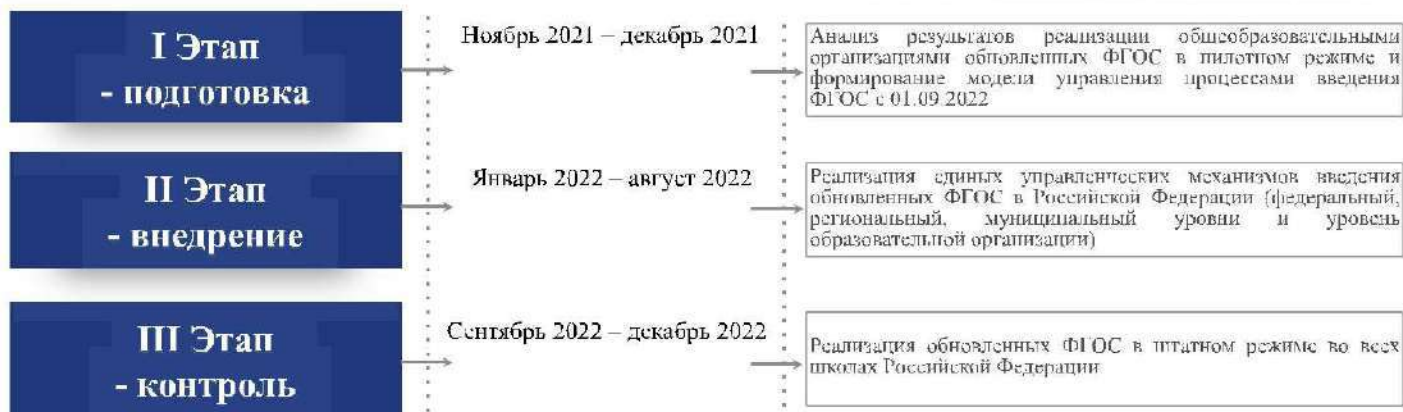 I Этап
- подготовка
Ноябрь 2021 – декабрь 2021
Анализ результатов реализации общеобразовательными
организациями обновленных ФГОС в пилотном режиме и
формирование модели управления процессами введения
ФГОС с 01.09.2022
II Этап
- внедрение
Январь 2022 – август 2022
Реализация единых управленческих механизмов введения
обновленных ФГОС в Российской Федерации (федеральный,
региональный, муниципальный уровни и уровень
образовательной организации)
III Этап
- контроль
Сентябрь 2022 – декабрь 2022
Реализация обновленных ФГОС в штатном режиме во всех
школах Российской Федерации